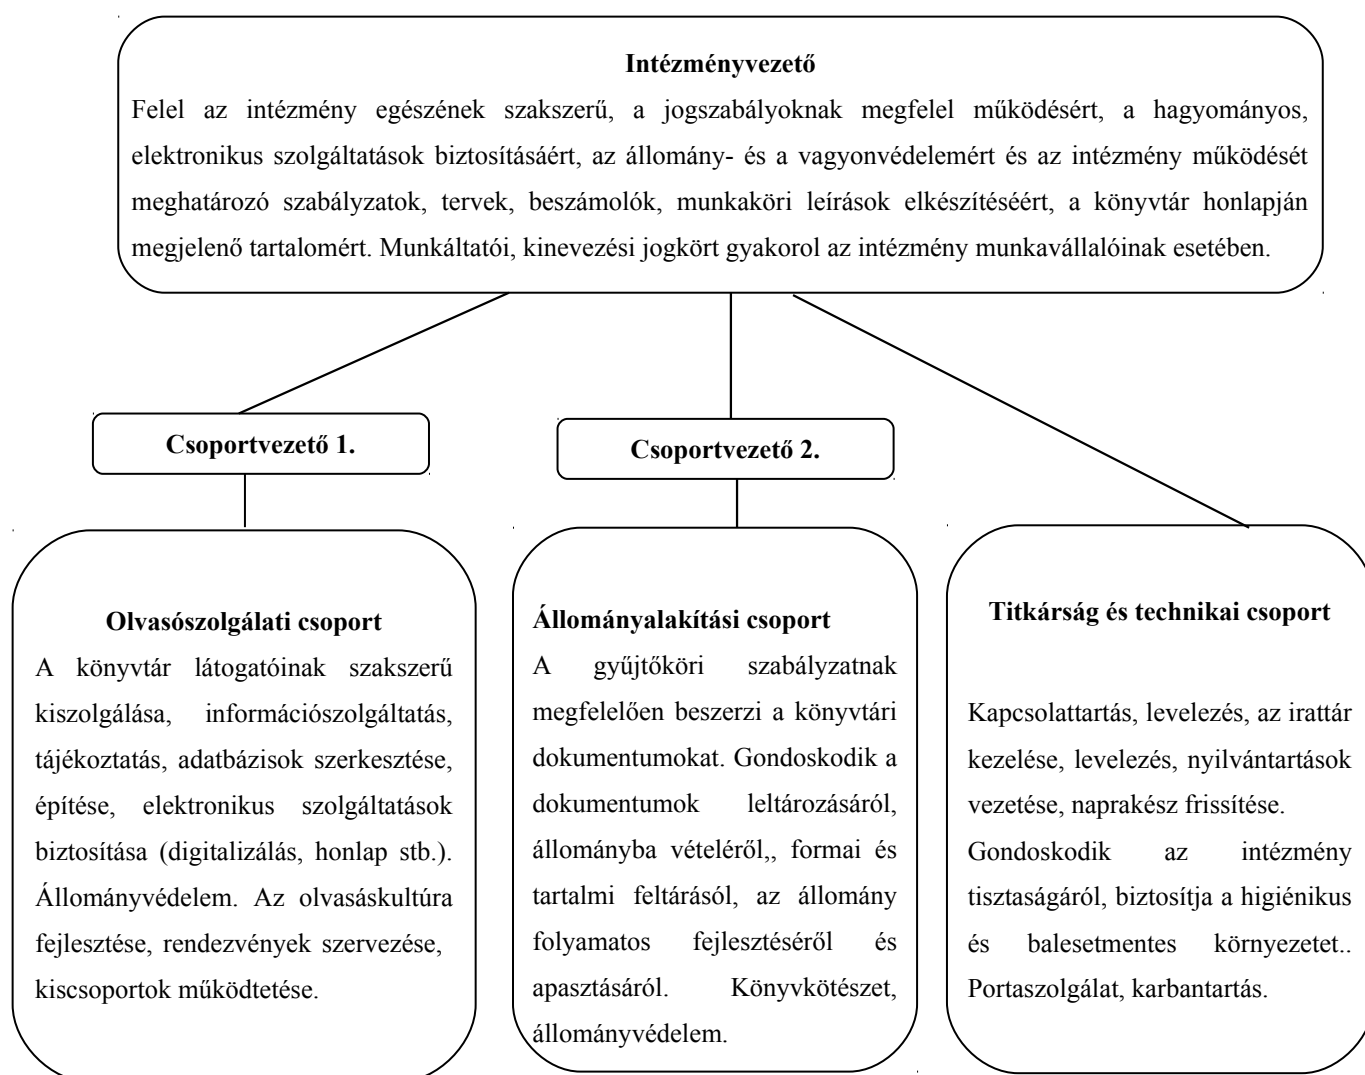 Intézményvezető
Felel az intézmény egészének szakszerű, a jogszabályoknak megfelel működésért, a hagyományos,
elektronikus szolgáltatások biztosításáért, az állomány- és a vagyonvédelemért és az intézmény működését
meghatározó szabályzatok, tervek, beszámolók, munkaköri leírások elkészítéséért, a könyvtár honlapján
megjelenő tartalomért. Munkáltatói, kinevezési jogkört gyakorol az intézmény munkavállalóinak esetében.
Csoportvezető 1.
Csoportvezető 2.
Olvasószolgálati csoport
A könyvtár látogatóinak szakszerű
kiszolgálása, információszolgáltatás,
tájékoztatás, adatbázisok szerkesztése,
építése, elektronikus szolgáltatások
biztosítása (digitalizálás, honlap stb.).
Állományvédelem. Az olvasáskultúra
fejlesztése, rendezvények szervezése,
kiscsoportok működtetése.
Állományalakítási csoport
A gyűjtőköri szabályzatnak
megfelelően beszerzi a könyvtári
dokumentumokat. Gondoskodik a
dokumentumok leltározásáról,
állományba vételéről,, formai és
tartalmi feltárásól, az állomány
folyamatos fejlesztéséről és
apasztásáról. Könyvkötészet,
állományvédelem.
Titkárság és technikai csoport
Kapcsolattartás, levelezés, az irattár
kezelése, levelezés, nyilvántartások
vezetése, naprakész frissítése.
Gondoskodik az intézmény
tisztaságáról, biztosítja a higiénikus
és balesetmentes környezetet..
Portaszolgálat, karbantartás.